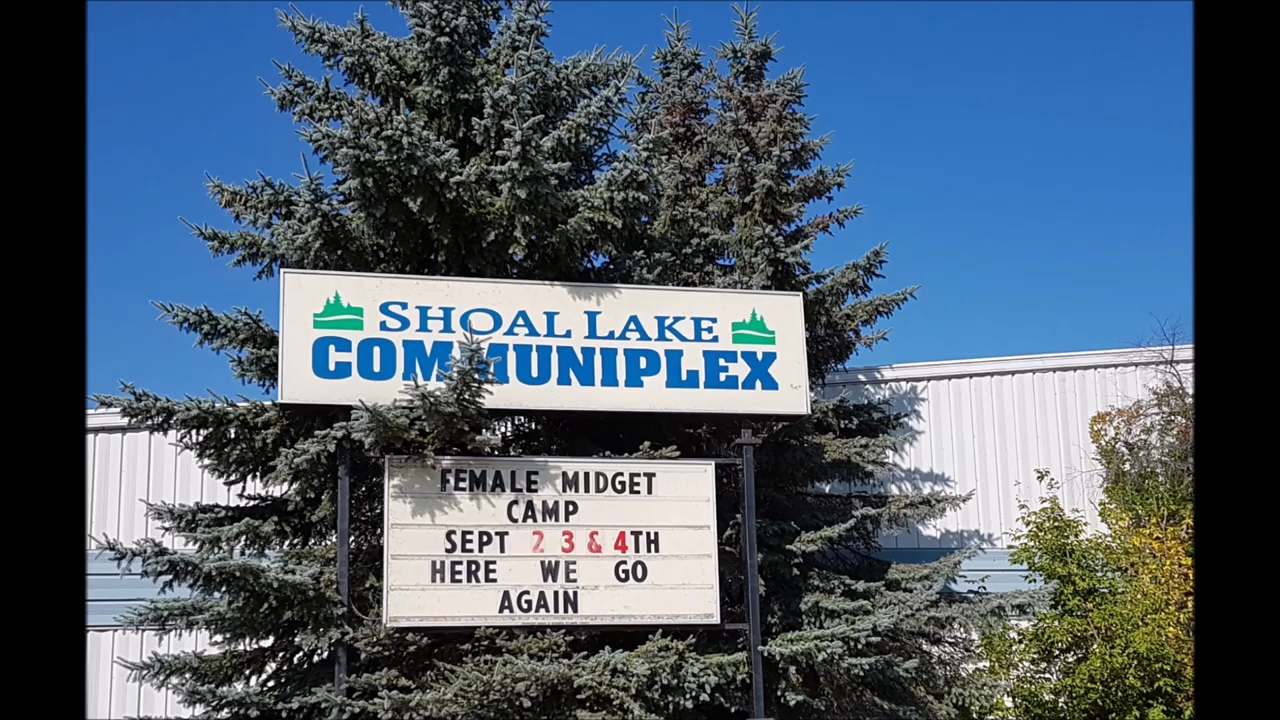 SHOAL LAKE
COMMUNIPLEX
FEMALE MIDGET
CAMP
SEPT 2 3 & 4TH
HERE WE GO
AGAIN